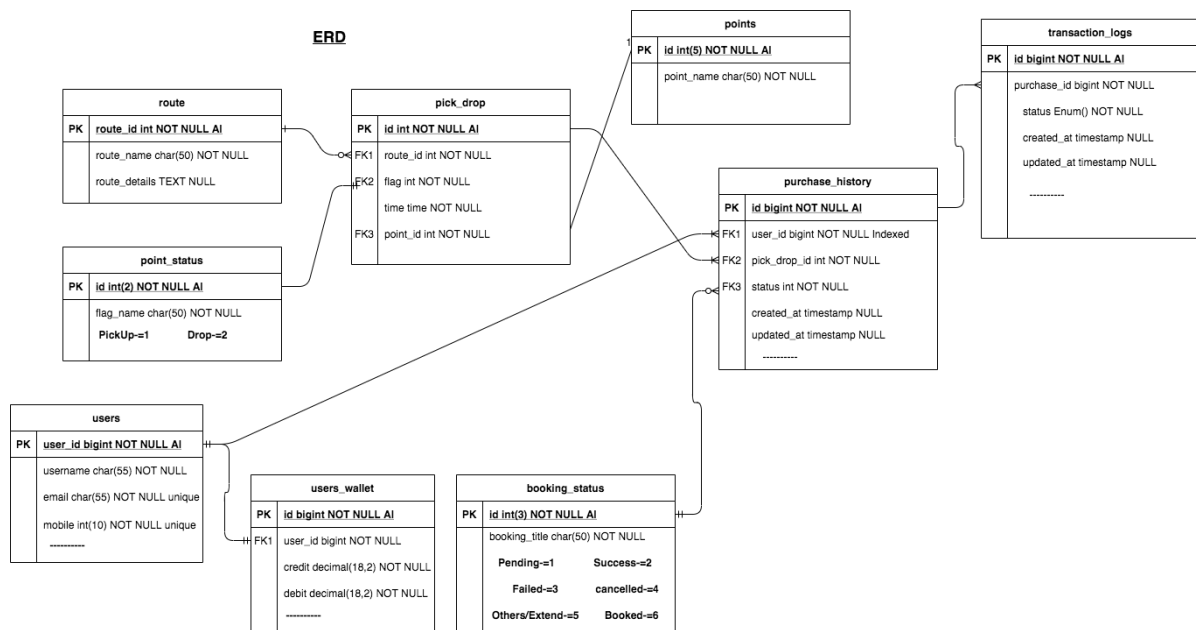 ERD
points
PK id int(5) NOT NULL AI
point_name char(50) NOT NULL
1
transaction_logs
PK id bigint NOT NULL AI
purchase_id bigint NOT NULL
status Enum() NOT NULL
created_at timestamp NULL
updated_at timestamp NULL
----------
route
PK route_id int NOT NULL AI
route_name char(50) NOT NULL
route_details TEXT NULL
pick_drop
PK id int NOT NULL AI
FK1 route_id int NOT NULL
FK2 flag int NOT NULL
time time NOT NULL
FK3 point_id int NOT NULL
purchase_history
PK id bigint NOT NULL AI
FK1 user_id bigint NOT NULL Indexed
FK2 pick_drop_id int NOT NULL
FK3 status int NOT NULL
created_at timestamp NULL
updated_at timestamp NULL
----------
point_status
PK id int(2) NOT NULL AI
flag_name char(50) NOT NULL
PickUp-=1 Drop-=2
users
PK user_id bigint NOT NULL AI
username char(55) NOT NULL
email char(55) NOT NULL unique
mobile int(10) NOT NULL unique
----------
users_wallet
PK id bigint NOT NULL AI
FK1 user_id bigint NOT NULL
credit decimal(18,2) NOT NULL
debit decimal(18,2) NOT NULL
----------
booking_status
PK id int(3) NOT NULL AI
booking_title char(50) NOT NULL
Pending-=1 Success-=2
Failed-=3 cancelled-=4
Others/Extend-=5 Booked-=6